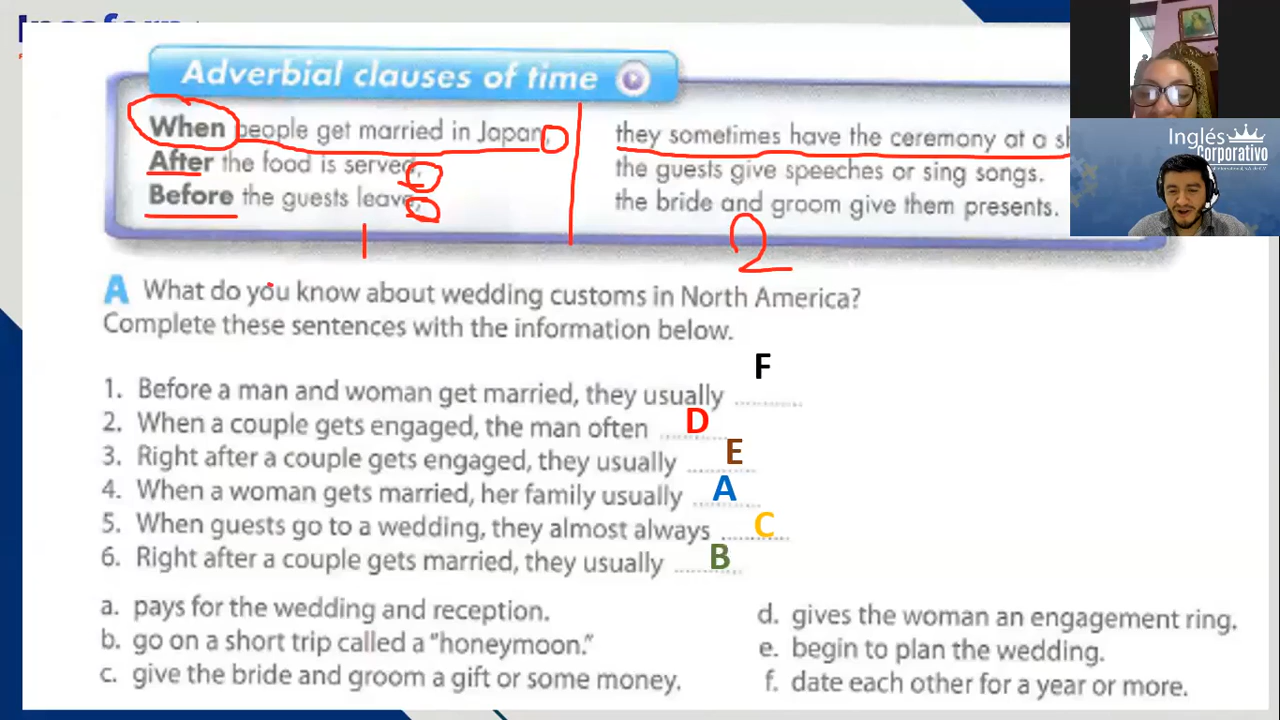 Adverbial clauses of time
When people get married in Japan, they sometimes have the ceremony at a
After the food is served, the guests give speeches or sing songs.
Before the guests leave, the bride and groom give them presents.
1 2
Inglés
Corporativo
A What do you know about wedding customs in North America?
Complete these sentences with the information below.
1. Before a man and woman get married, they usually F
2. When a couple gets engaged, the man often D
3. Right after a couple gets engaged, they usually E
4. When a woman gets married, her family usually A
5. When guests go to a wedding, they almost always C
6. Right after a couple gets married, they usually B
a. pays for the wedding and reception.
b. go on a short trip called a "honeymoon."
c. give the bride and groom a gift or some money.
d. gives the woman an engagement ring.
e. begin to plan the wedding.
f. date each other for a year or more.